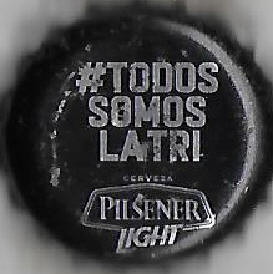 #TODOS
SOMOS
LATRI
CERVEZA
PILSENER
LIGHT